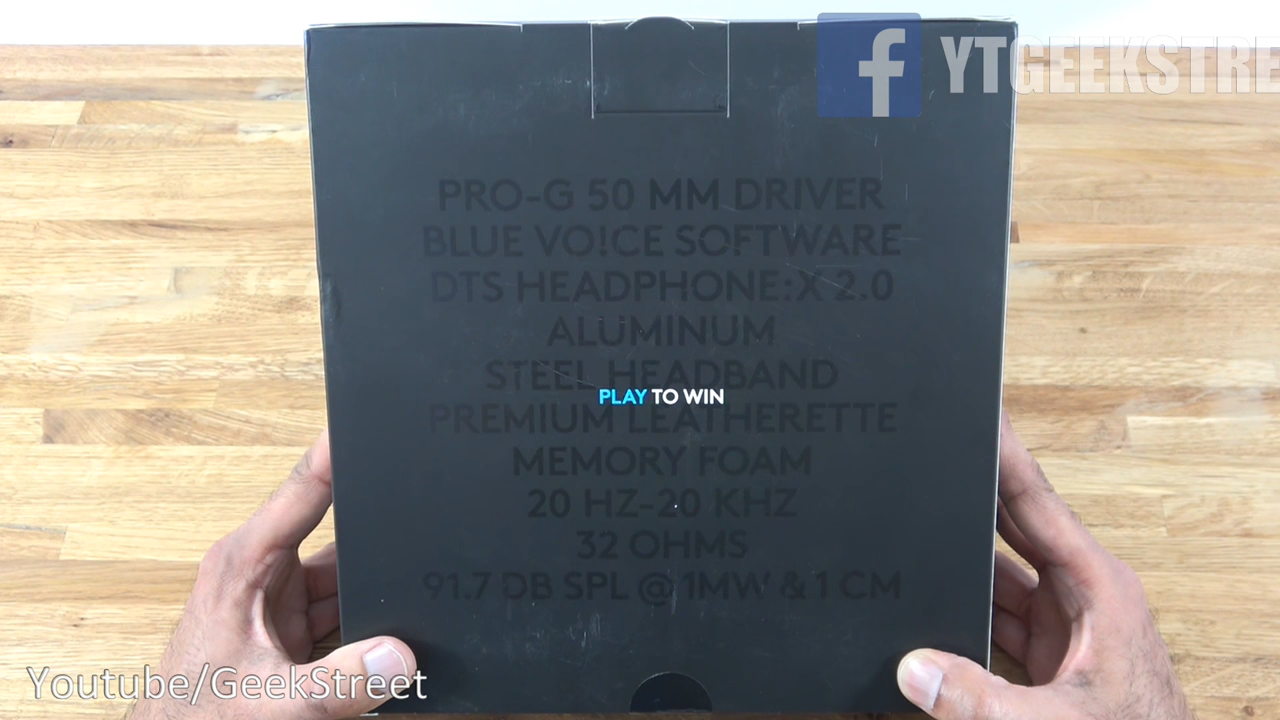 f YTGEEKSTRE
PRO-G 50 MM DRIVER
BLUE VO!CE SOFTWARE
DTS HEADPHONE:X 2.0
ALUMINUM
STEEL HEADBAND
PLAY TO WIN
PREMIUM LEATHERETTE
MEMORY FOAM
20 HZ-20 KHZ
32 OHMS
91.7 DB SPL @ 1MW & 1 CM
Youtube/GeekStreet